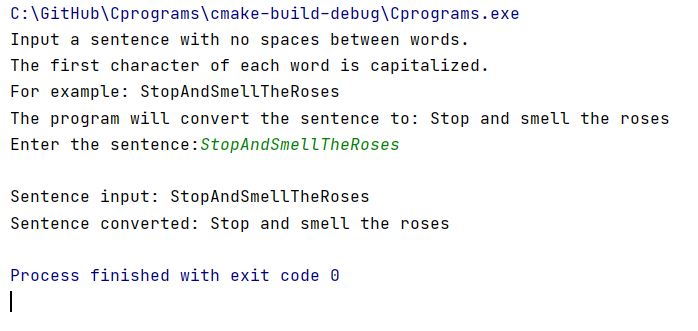 C:\GitHub\Cprograms\cmake-build-debug\Cprograms.exe
Input a sentence with no spaces between words.
The first character of each word is capitalized.
For example: StopAndSmellTheRoses
The program will convert the sentence to: Stop and smell the roses
Enter the sentence:StopAndSmellTheRoses
Sentence input: StopAndSmellTheRoses
Sentence converted: Stop and smell the roses
Process finished with exit code 0